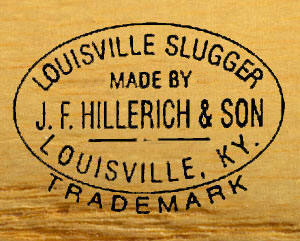 LOUISVILLE SLUGGER
MADE BY
J. F. HILLERICH & SON
LOUISVILLE, KY.
TRADEMARK